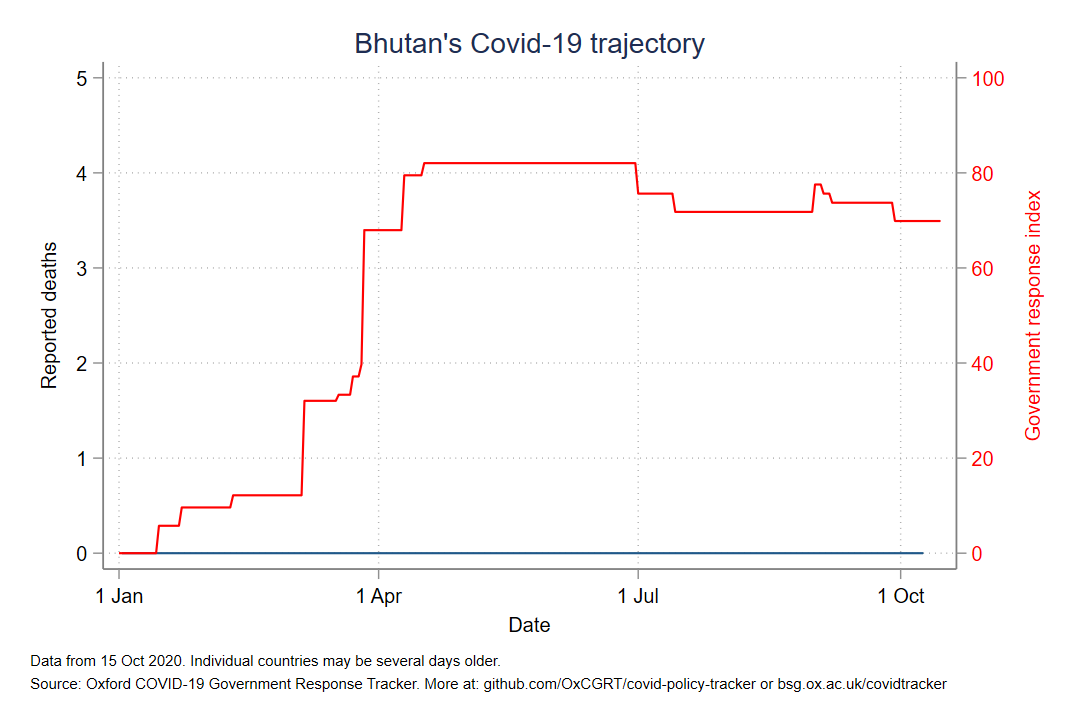 Bhutan's Covid-19 trajectory
5
4
3
2
1
0
Reported deaths
100
80
60
40
20
0
Government response index
1 Jan
1 Apr
1 Jul
1 Oct
Date
Data from 15 Oct 2020. Individual countries may be several days older.
Source: Oxford COVID-19 Government Response Tracker. More at: github.com/OxCGRT/covid-policy-tracker or bsg.ox.ac.uk/covidtracker